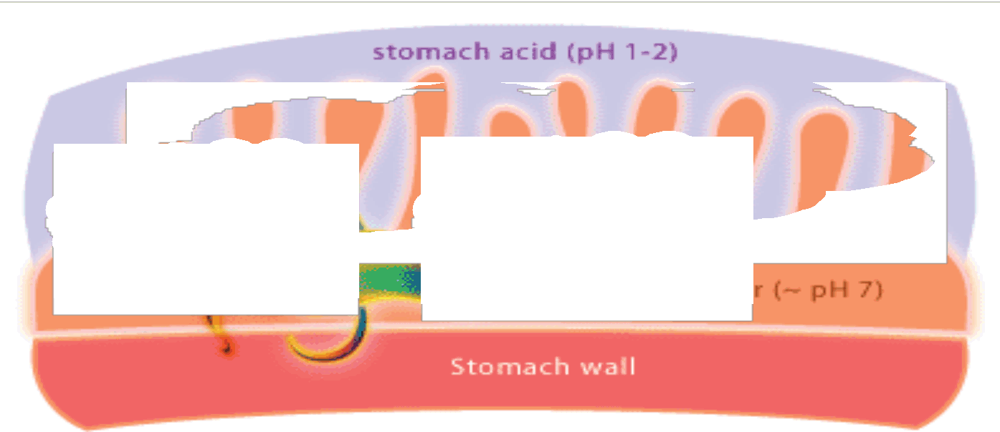 stomach acid (pH 1-2)
r (~ pH 7)
Stomach wall